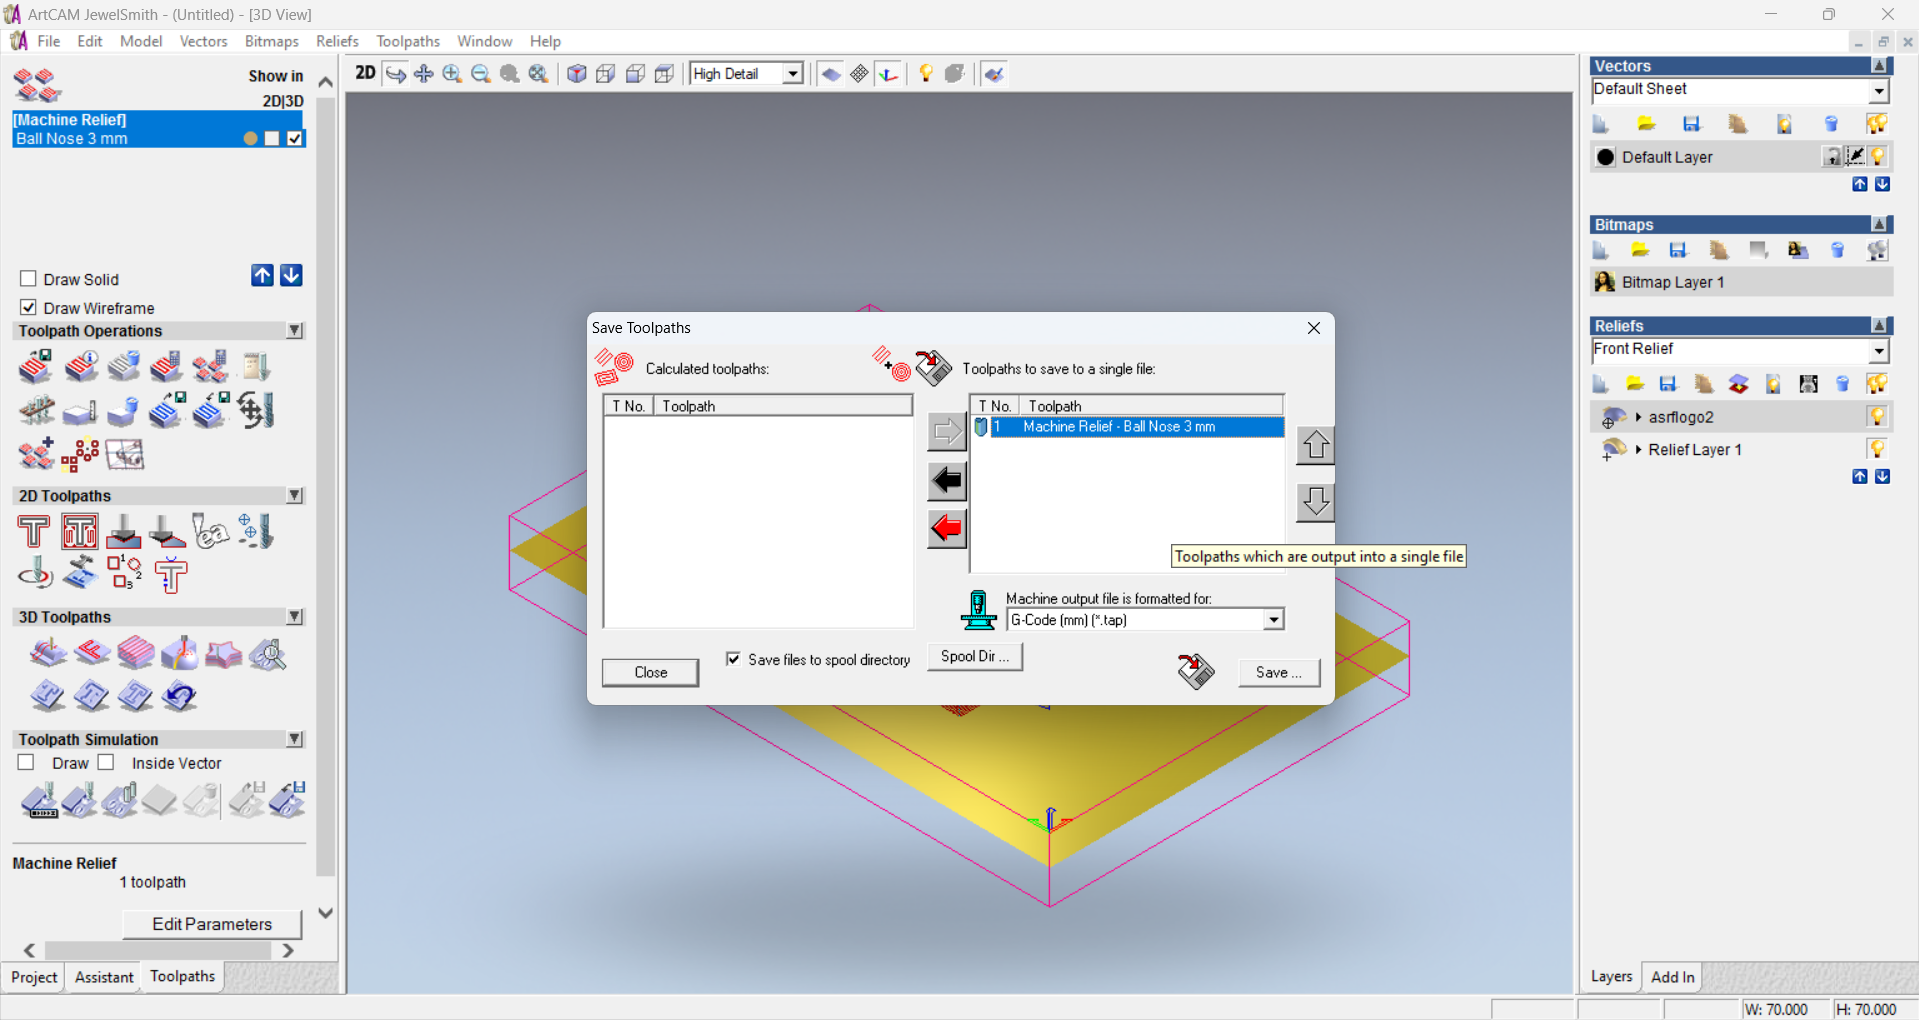 ArtCAM JewelSmith - (Untitled) - [3D View]
File Edit Model Vectors Bitmaps Reliefs Toolpaths Window Help
Show in
2D|3D
[Machine Relief]
Ball Nose 3 mm
Draw Solid
Draw Wireframe
Toolpath Operations
2D Toolpaths
3D Toolpaths
Toolpath Simulation
Draw Inside Vector
Machine Relief
1 toolpath
Edit Parameters
Project Assistant Toolpaths
2D High Detail
Save Toolpaths
Calculated toolpaths:
Toolpaths to save to a single file:
T No. Toolpath
T No. Toolpath
1 Machine Relief - Ball Nose 3 mm
Toolpaths which are output into a single file
Machine output file is formatted for:
G-Code (mm) (*.tap)
Save files to spool directory
Spool Dir ...
Close
Save ...
Vectors
Default Sheet
Default Layer
Bitmaps
Bitmap Layer 1
Reliefs
Front Relief
asrflogo2
Relief Layer 1
Layers Add In
W: 70.000 H: 70.000